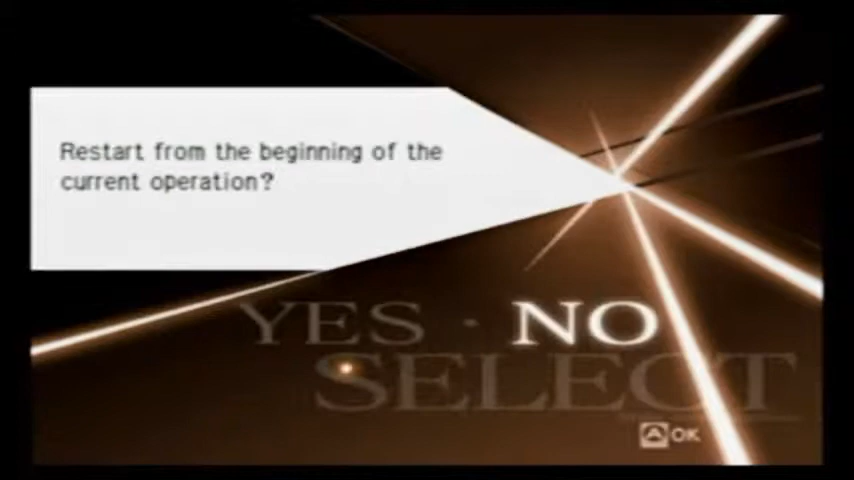 Restart from the beginning of the
current operation?
YES · NO
SELECT
A OK